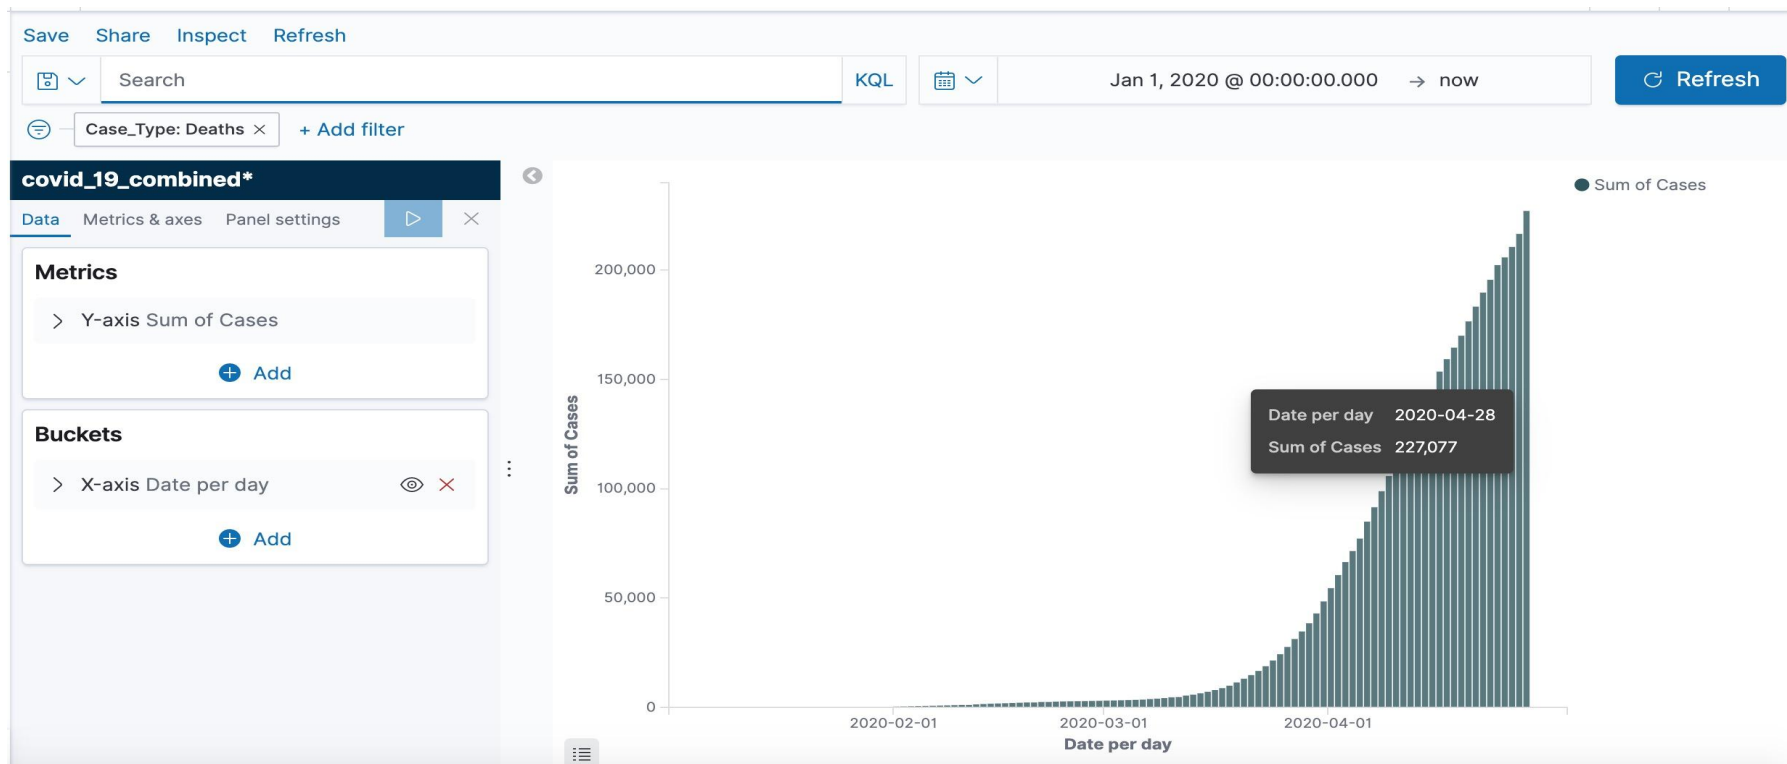 Save Share Inspect Refresh
Search KQL Jan 1, 2020 @ 00:00:00.000 → now Refresh
Case_Type: Deaths × + Add filter
covid_19_combined*
Data Metrics & axes Panel settings
Metrics
Y-axis Sum of Cases
Add
Buckets
X-axis Date per day
Add
Sum of Cases
200,000
150,000
100,000
50,000
0
Sum of Cases
Date per day 2020-04-28
Sum of Cases 227,077
2020-02-01 2020-03-01 2020-04-01
Date per day